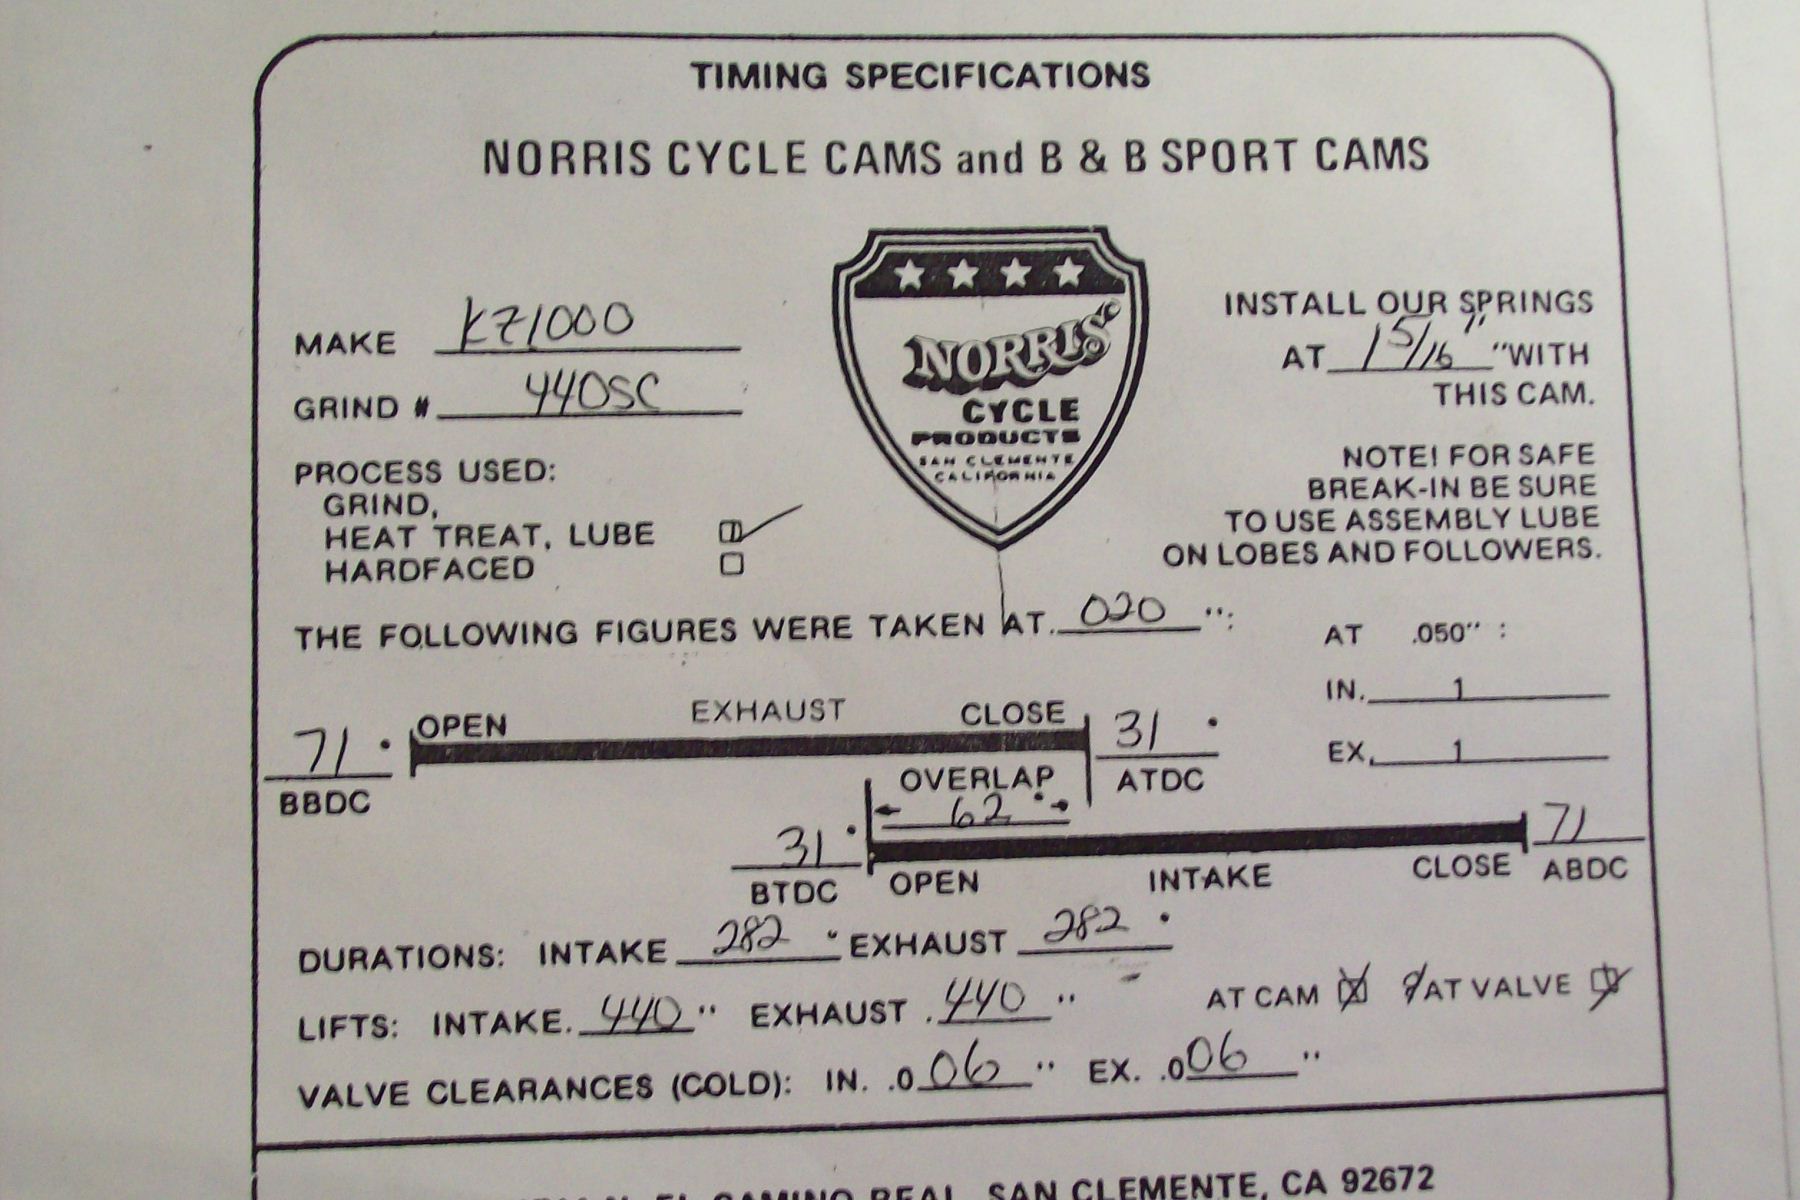 TIMING SPECIFICATIONS
NORRIS CYCLE CAMS and B & B SPORT CAMS
NORRIS©
CYCLE
PRODUCTS
SAN CLEMENTE
CALIFORNIA
MAKE KZ1000
GRIND # 440SC
PROCESS USED:
GRIND,
HEAT TREAT, LUBE
HARDFACED
INSTALL OUR SPRINGS
AT 1 5/16" "WITH
THIS CAM.
NOTE! FOR SAFE
BREAK-IN BE SURE
TO USE ASSEMBLY LUBE
ON LOBES AND FOLLOWERS.
THE FOLLOWING FIGURES WERE TAKEN AT .020 ":
AT .050" :
IN. 1
EX. 1
71° OPEN EXHAUST CLOSE 31°
BBDC OVERLAP ATDC
62°
31° 71
BTDC OPEN INTAKE CLOSE ABDC
DURATIONS: INTAKE 282° EXHAUST 282°
LIFTS: INTAKE .440" EXHAUST .440" AT CAM AT VALVE
VALVE CLEARANCES (COLD): IN. .006" EX. .006"
EL CAMINO REAL, SAN CLEMENTE, CA 92672